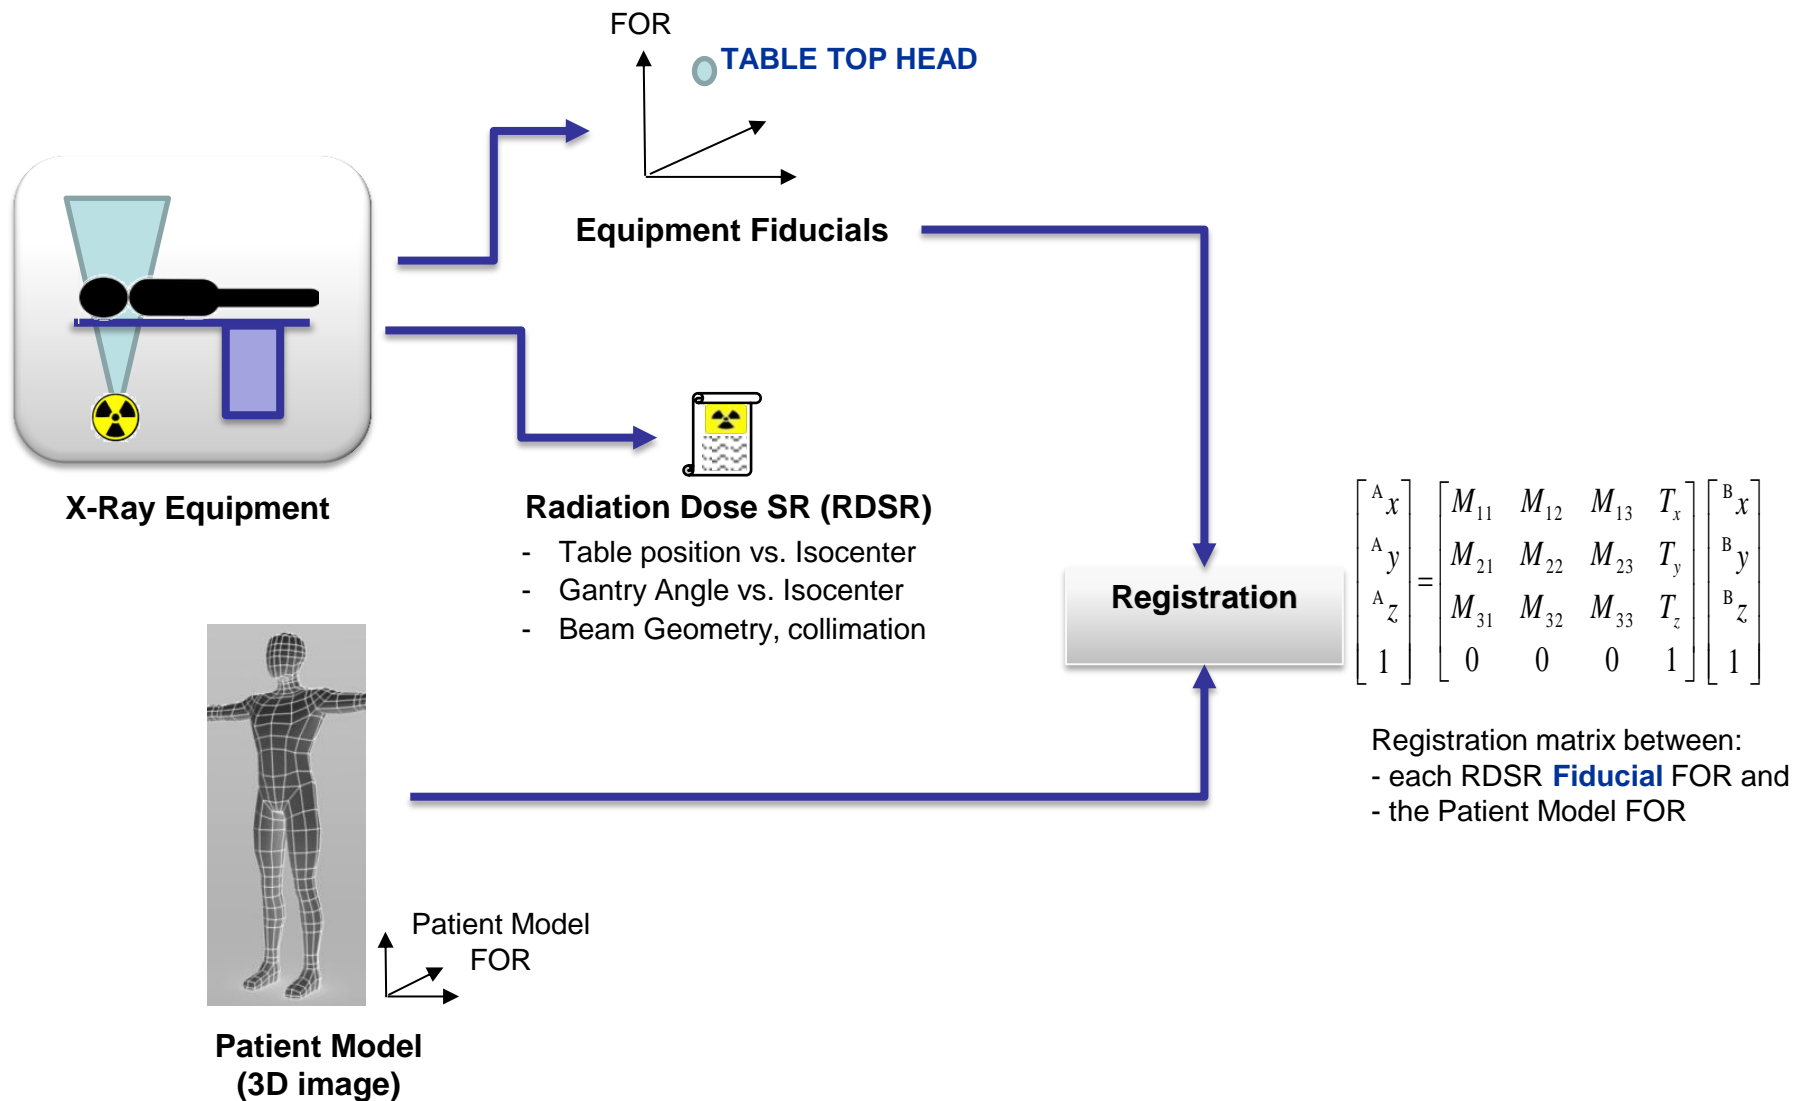 FOR
TABLE TOP HEAD
Equipment Fiducials
X-Ray Equipment
Radiation Dose SR (RDSR)
- Table position vs. Isocenter
- Gantry Angle vs. Isocenter
- Beam Geometry, collimation
Registration
ᴬx M₁₁ M₁₂ M₁₃ Tₓ ᴮx
ᴬy M₂₁ M₂₂ M₂₃ T_y ᴮy
=
ᴬz M₃₁ M₃₂ M₃₃ T_z ᴮz
1 0 0 0 1 1
Registration matrix between:
- each RDSR Fiducial FOR and
- the Patient Model FOR
Patient Model
FOR
Patient Model
(3D image)